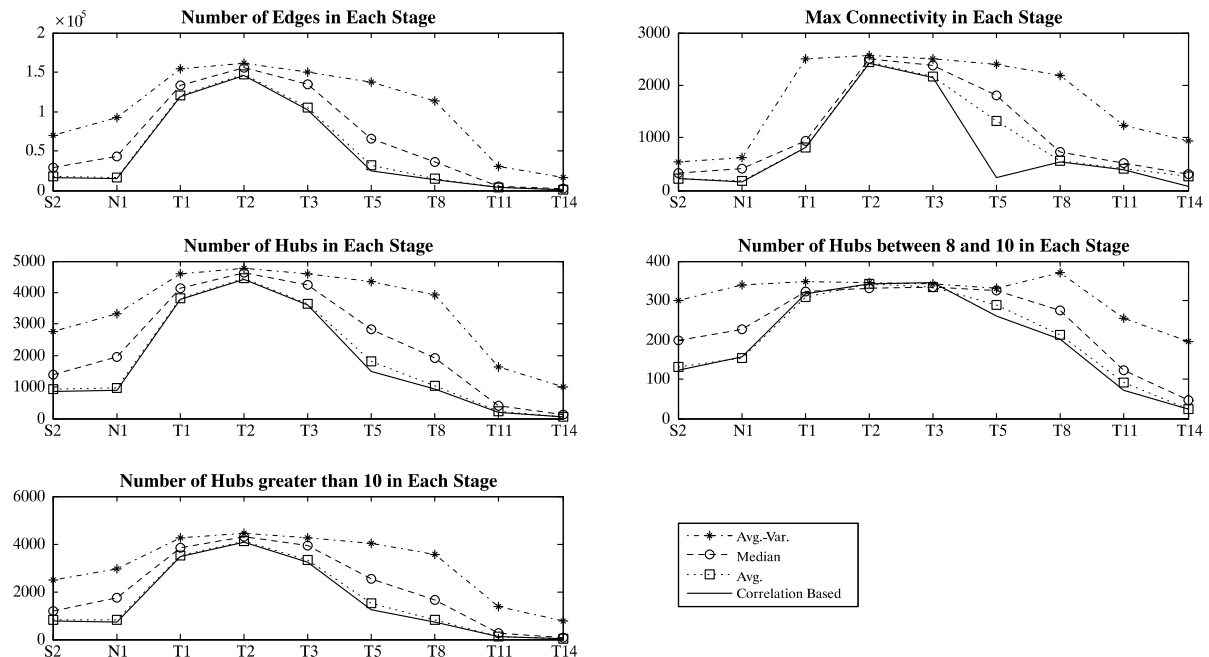 Number of Edges in Each Stage
×10⁵
2
1.5
1
0.5
0
S2 N1 T1 T2 T3 T5 T8 T11 T14
Max Connectivity in Each Stage
3000
2000
1000
0
S2 N1 T1 T2 T3 T5 T8 T11 T14
Number of Hubs in Each Stage
5000
4000
3000
2000
1000
0
S2 N1 T1 T2 T3 T5 T8 T11 T14
Number of Hubs between 8 and 10 in Each Stage
400
300
200
100
0
S2 N1 T1 T2 T3 T5 T8 T11 T14
Number of Hubs greater than 10 in Each Stage
6000
4000
2000
0
S2 N1 T1 T2 T3 T5 T8 T11 T14
Avg.-Var.
Median
Avg.
Correlation Based